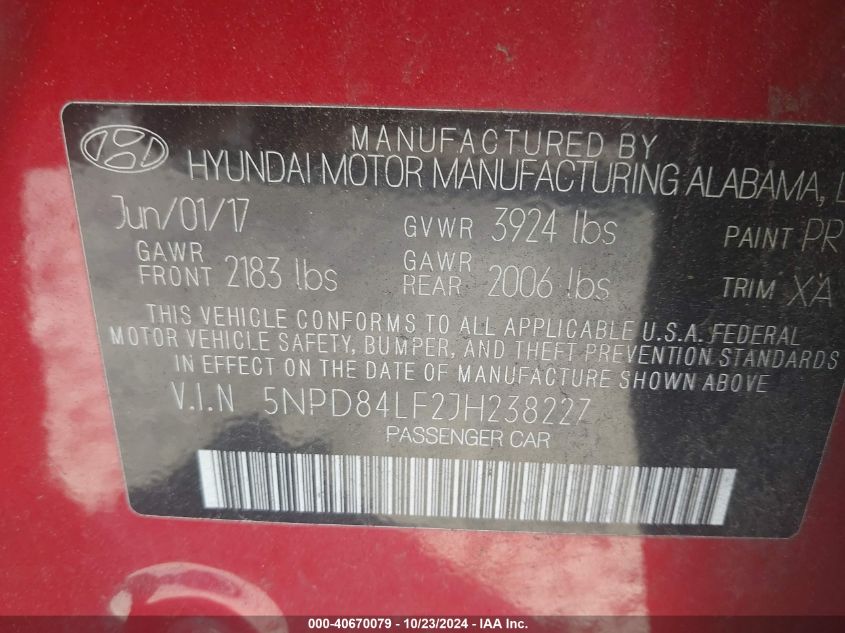 MANUFACTURED BY
HYUNDAI MOTOR MANUFACTURING ALABAMA, L
Jun/01/17 GVWR 3924 lbs PAINT PR
GAWR FRONT 2183 lbs GAWR REAR 2006 lbs TRIM XA
THIS VEHICLE CONFORMS TO ALL APPLICABLE U.S.A. FEDERAL
MOTOR VEHICLE SAFETY, BUMPER, AND THEFT PREVENTION STANDARDS
IN EFFECT ON THE DATE OF MANUFACTURE SHOWN ABOVE
V.I.N 5NPD84LF2JH238227
PASSENGER CAR
000-40670079 - 10/23/2024 - IAA Inc.